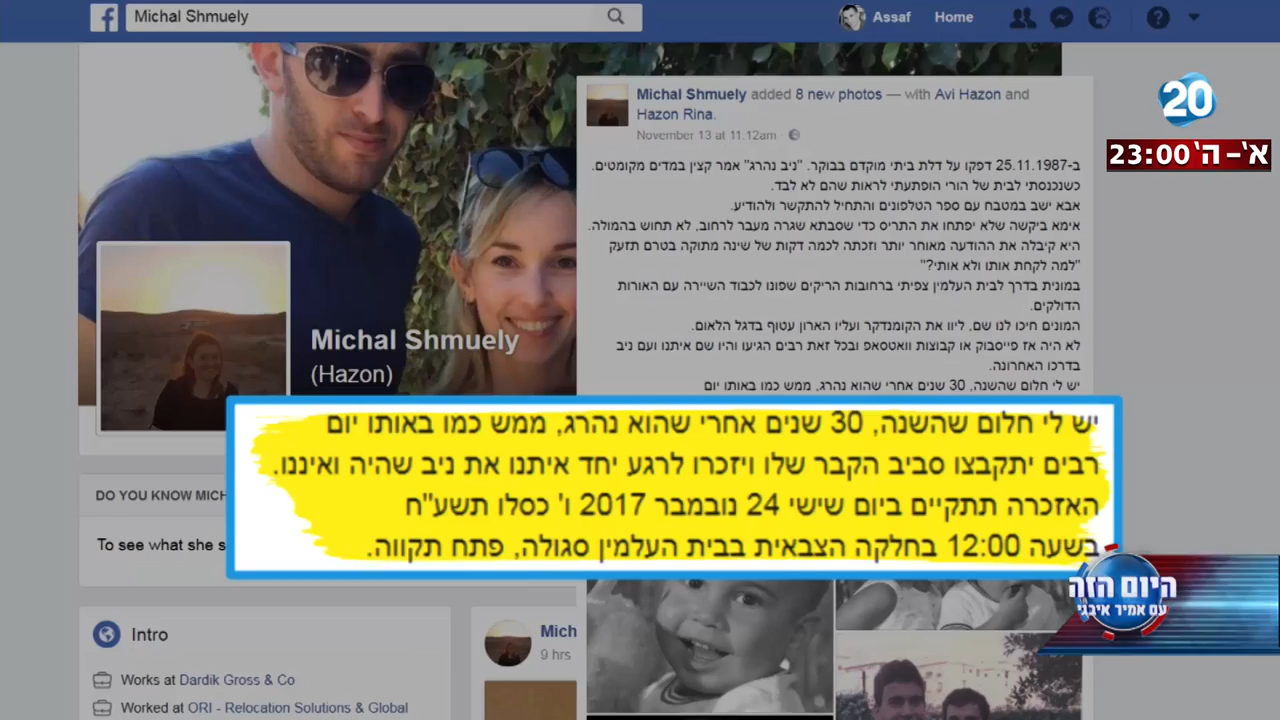 Michal Shmuely
Assaf
Home
20
א'–ה' 23:00
Michal Shmuely added 8 new photos — with Avi Hazon and
Hazon Rina.
November 13 at 11.12am
ב-25.11.1987 דפקו על דלת ביתי מוקדם בבוקר. "ניב נהרג" אמר קצין במדים מקומטים.
כשנכנסתי לבית של הורי הופתעתי לראות שהם לא לבד.
אבא ישב במטבח עם ספר הטלפונים והתחיל להתקשר ולהודיע.
אימא ביקשה שלא יפתחו את התריס כדי שסבתא שגרה מעבר לרחוב, לא תחוש בהמולה.
היא קיבלה את ההודעה מאוחר יותר וזכתה לכמה דקות של שינה מתוקה בטרם תזעק
"למה לקחת אותו ולא אותי?"
במונית בדרך לבית העלמין צפיתי ברחובות הריקים שפונו לכבוד השיירה עם האורות
הדולקים.
המונים חיכו לנו שם, ליוו את הקומנדקר ועליו הארון עטוף בדגל הלאום.
לא היה אז פייסבוק או קבוצות וואטסאפ ובכל זאת רבים הגיעו והיו שם איתנו ועם ניב
בדרכו האחרונה.
יש לי חלום שהשנה, 30 שנים אחרי שהוא נהרג, ממש כמו באותו יום
Michal Shmuely
(Hazon)
יש לי חלום שהשנה, 30 שנים אחרי שהוא נהרג, ממש כמו באותו יום
רבים יתקבצו סביב הקבר שלו ויזכרו לרגע יחד איתנו את ניב שהיה ואיננו.
האזכרה תתקיים ביום שישי 24 נובמבר 2017 ו' כסלו תשע"ח
בשעה 12:00 בחלקה הצבאית בבית העלמין סגולה, פתח תקווה.
DO YOU KNOW MICH
To see what she s
היום הזה
עם אמיר איבגי
Intro
Works at Dardik Gross & Co
Worked at ORI - Relocation Solutions & Global
Mich
9 hrs